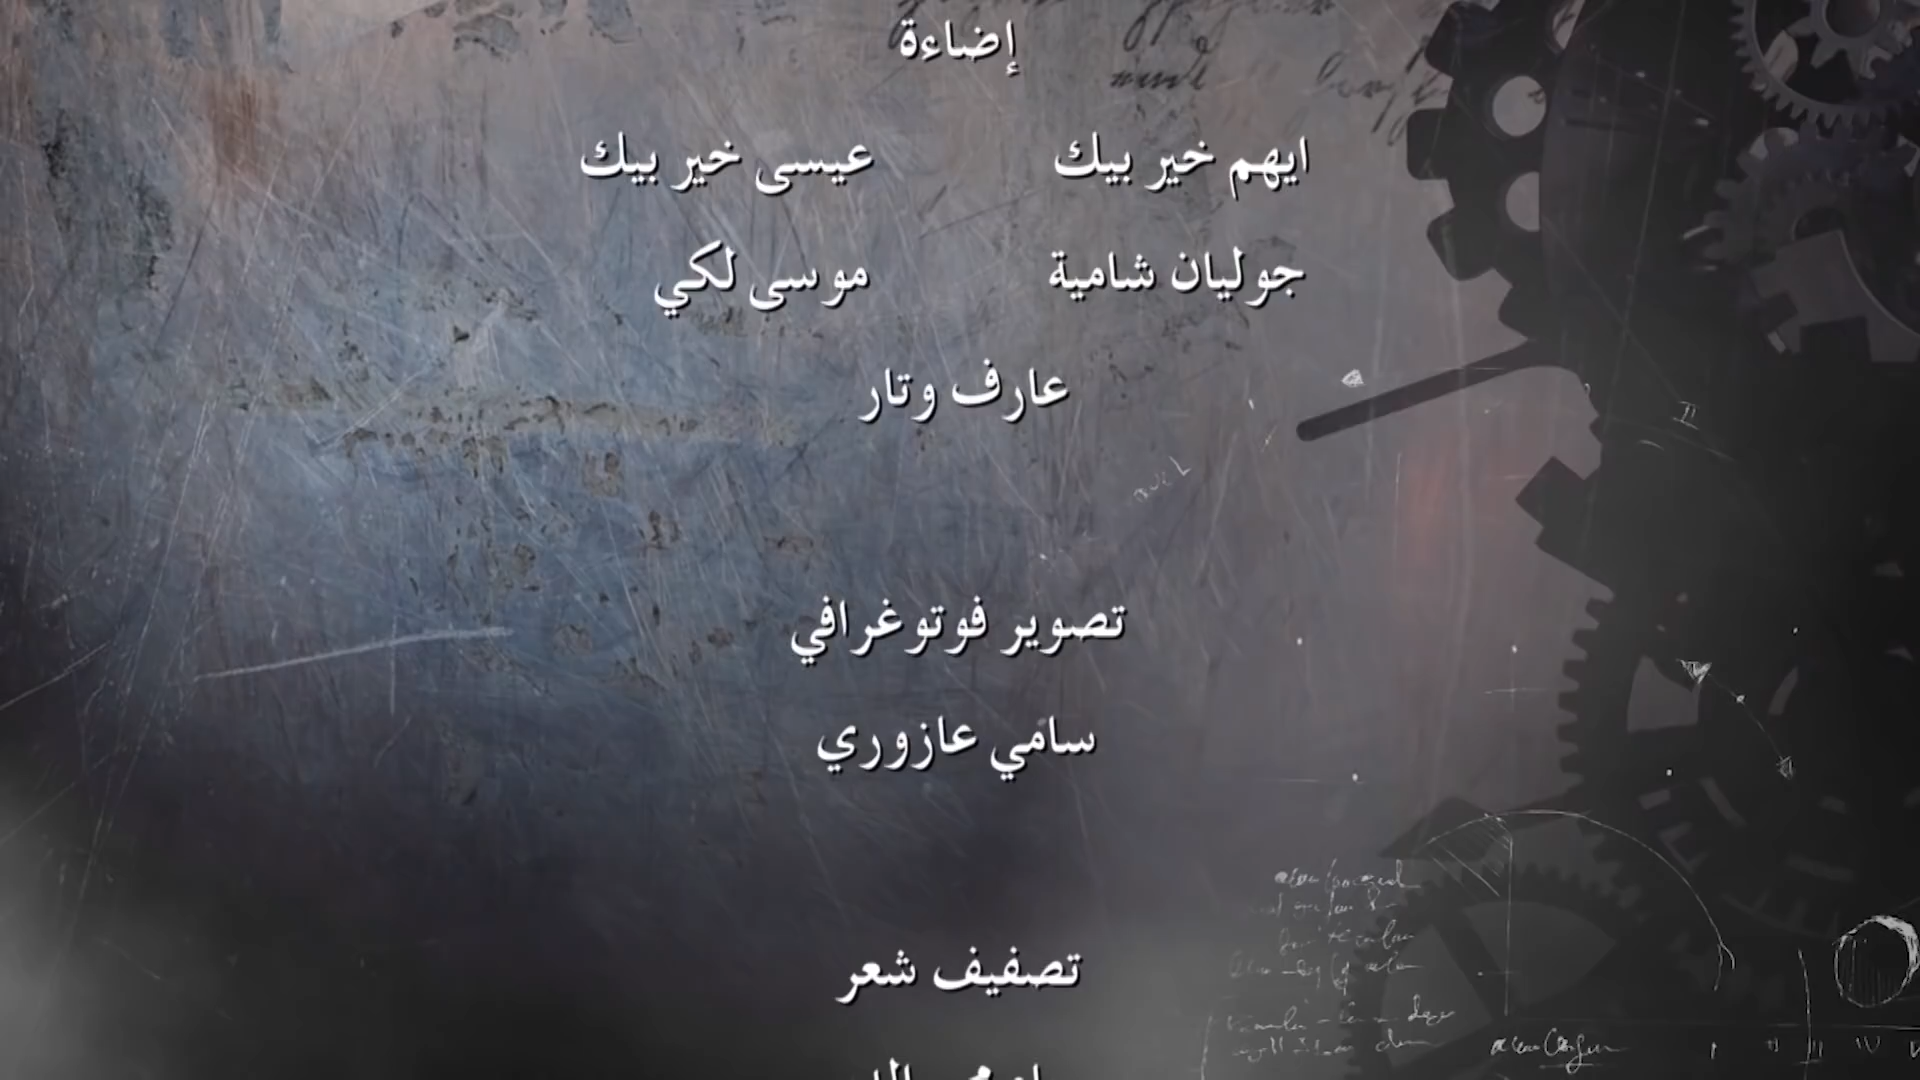 إضاءة
ايهم خير بيك عيسى خير بيك
جوليان شامية موسى لكي
عارف وتار
تصوير فوتوغرافي
سامي عازوري
تصفيف شعر